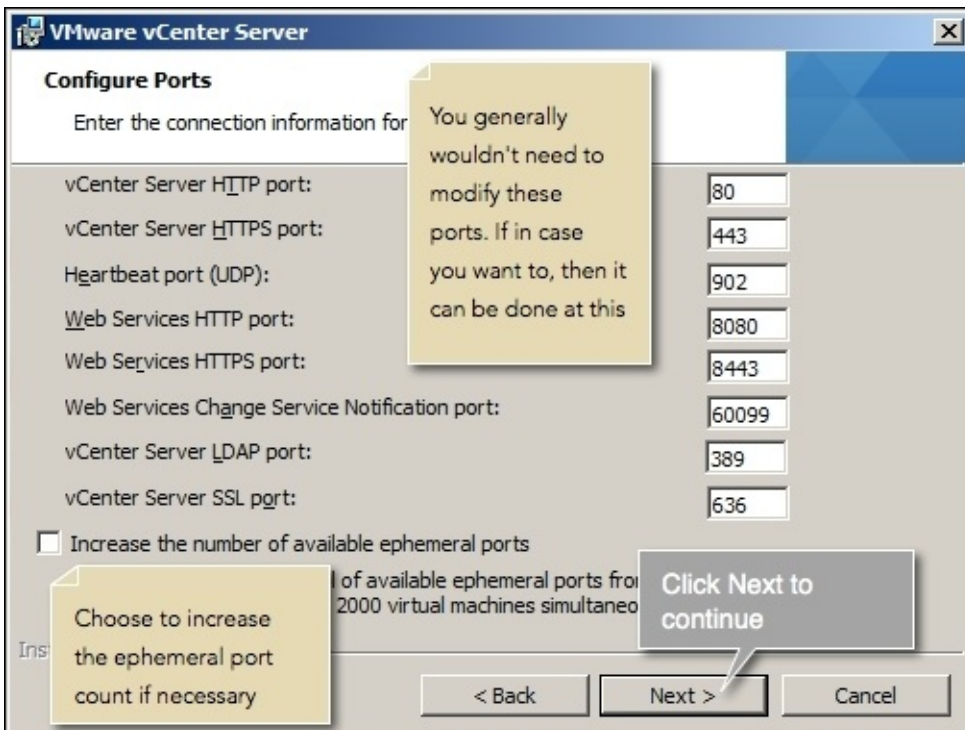 VMware vCenter Server
Configure Ports
Enter the connection information for
You generally
wouldn't need to
modify these
ports. If in case
you want to, then it
can be done at this
vCenter Server HTTP port: 80
vCenter Server HTTPS port: 443
Heartbeat port (UDP): 902
Web Services HTTP port: 8080
Web Services HTTPS port: 8443
Web Services Change Service Notification port: 60099
vCenter Server LDAP port: 389
vCenter Server SSL port: 636
Increase the number of available ephemeral ports
of available ephemeral ports
2000 virtual machines
Choose to increase
the ephemeral port
count if necessary
Click Next to
continue
< Back
Next >
Cancel